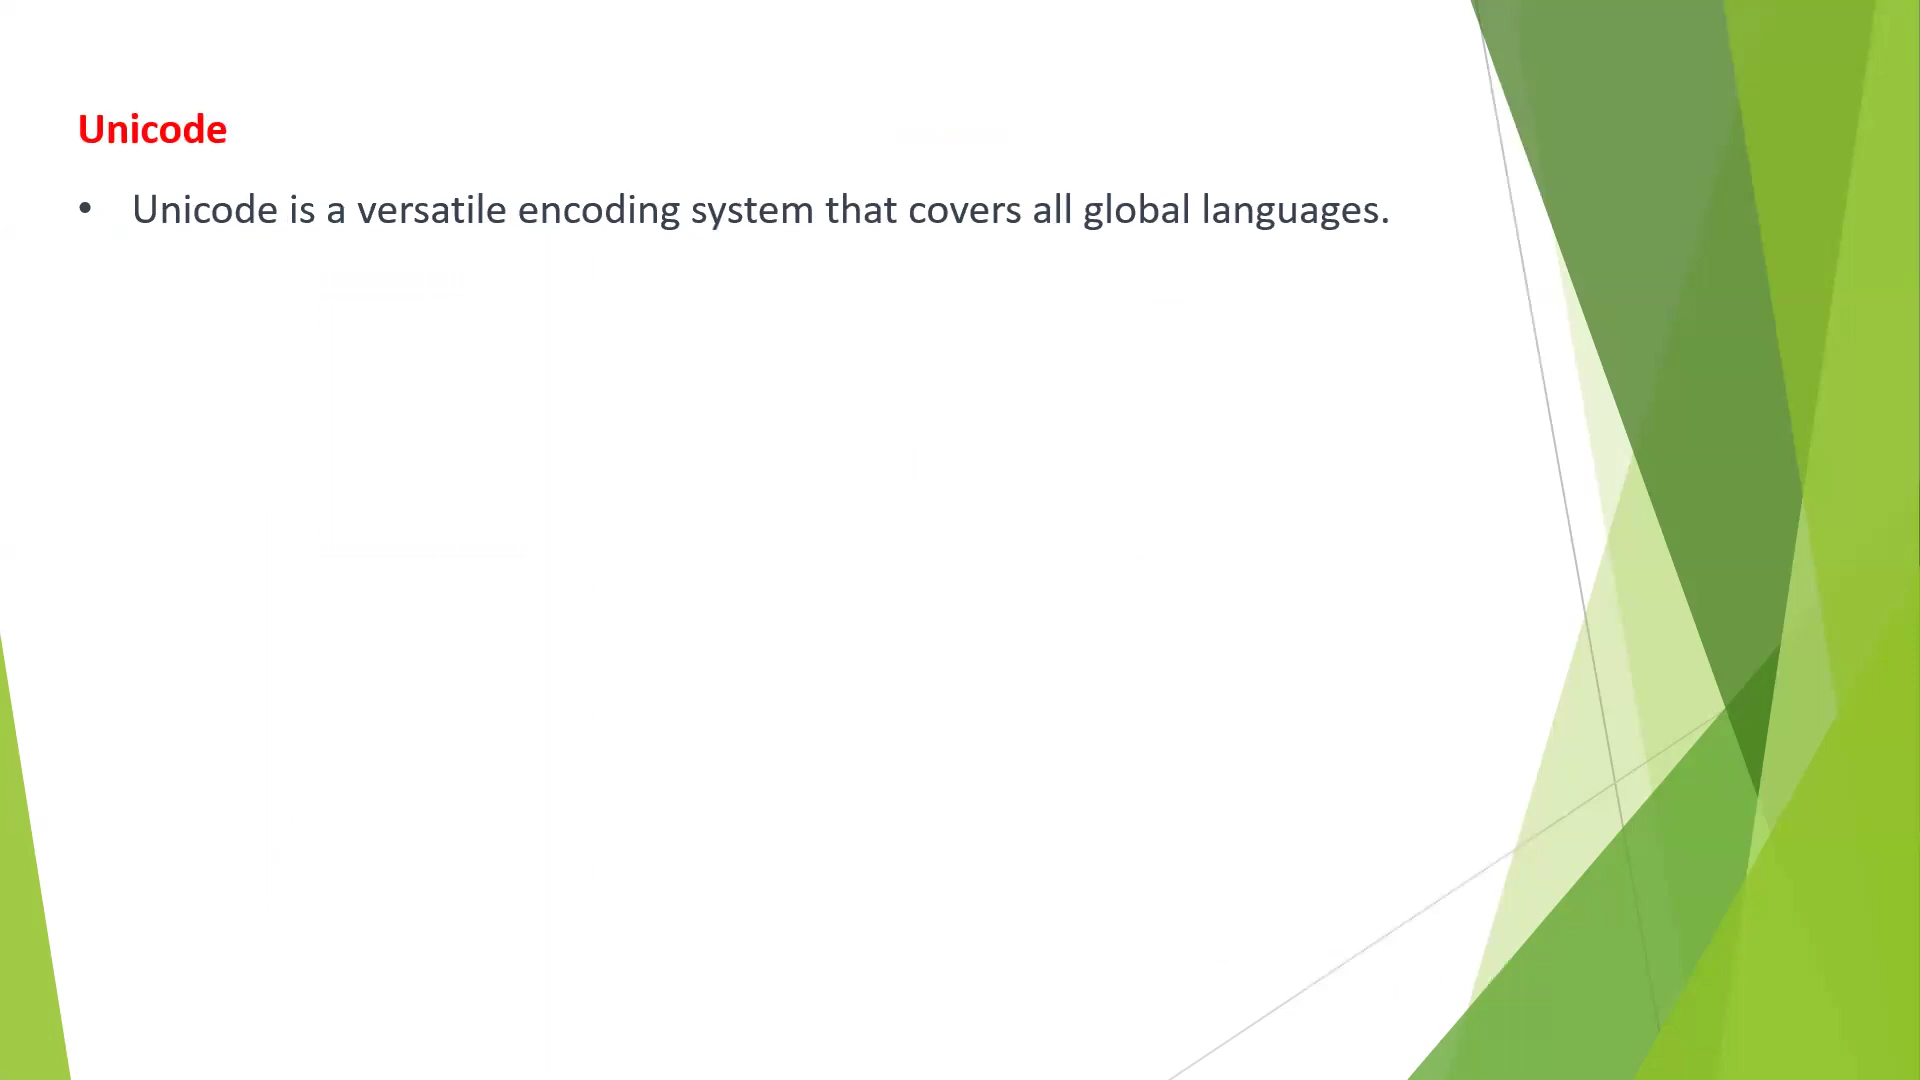 Unicode
• Unicode is a versatile encoding system that covers all global languages.